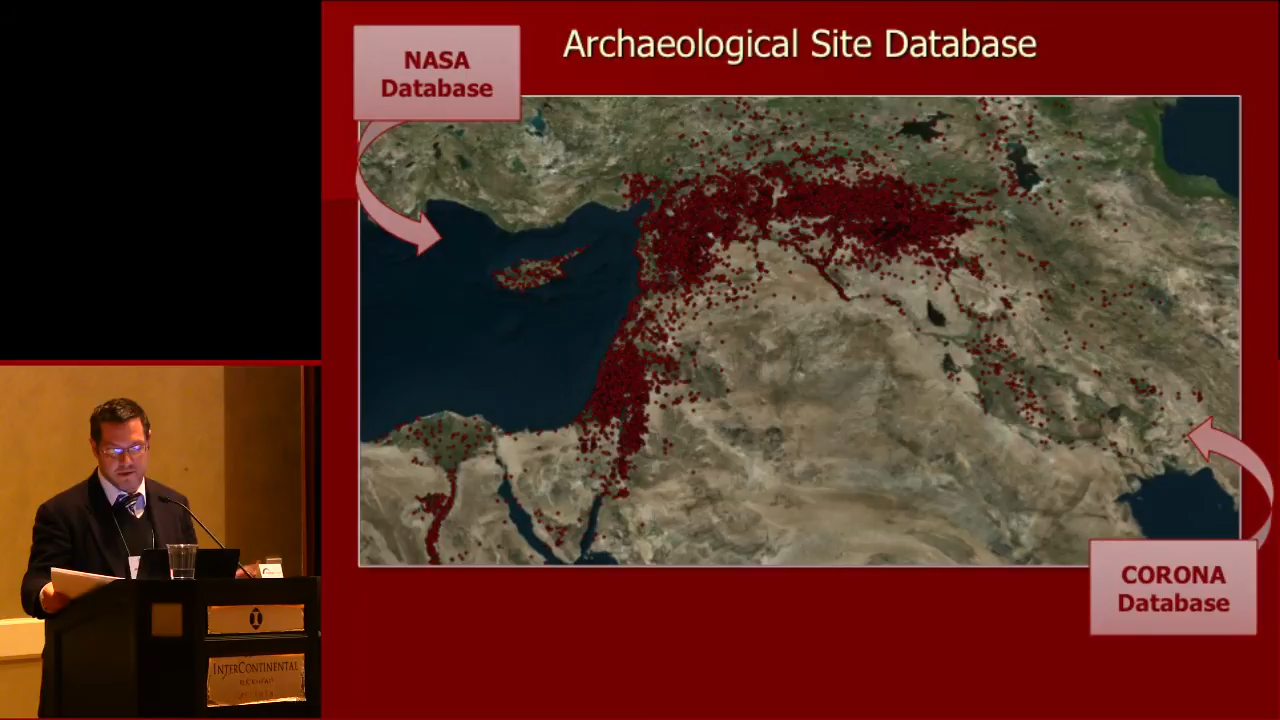 Archaeological Site Database
NASA
Database
CORONA
Database
INTERCONTINENTAL